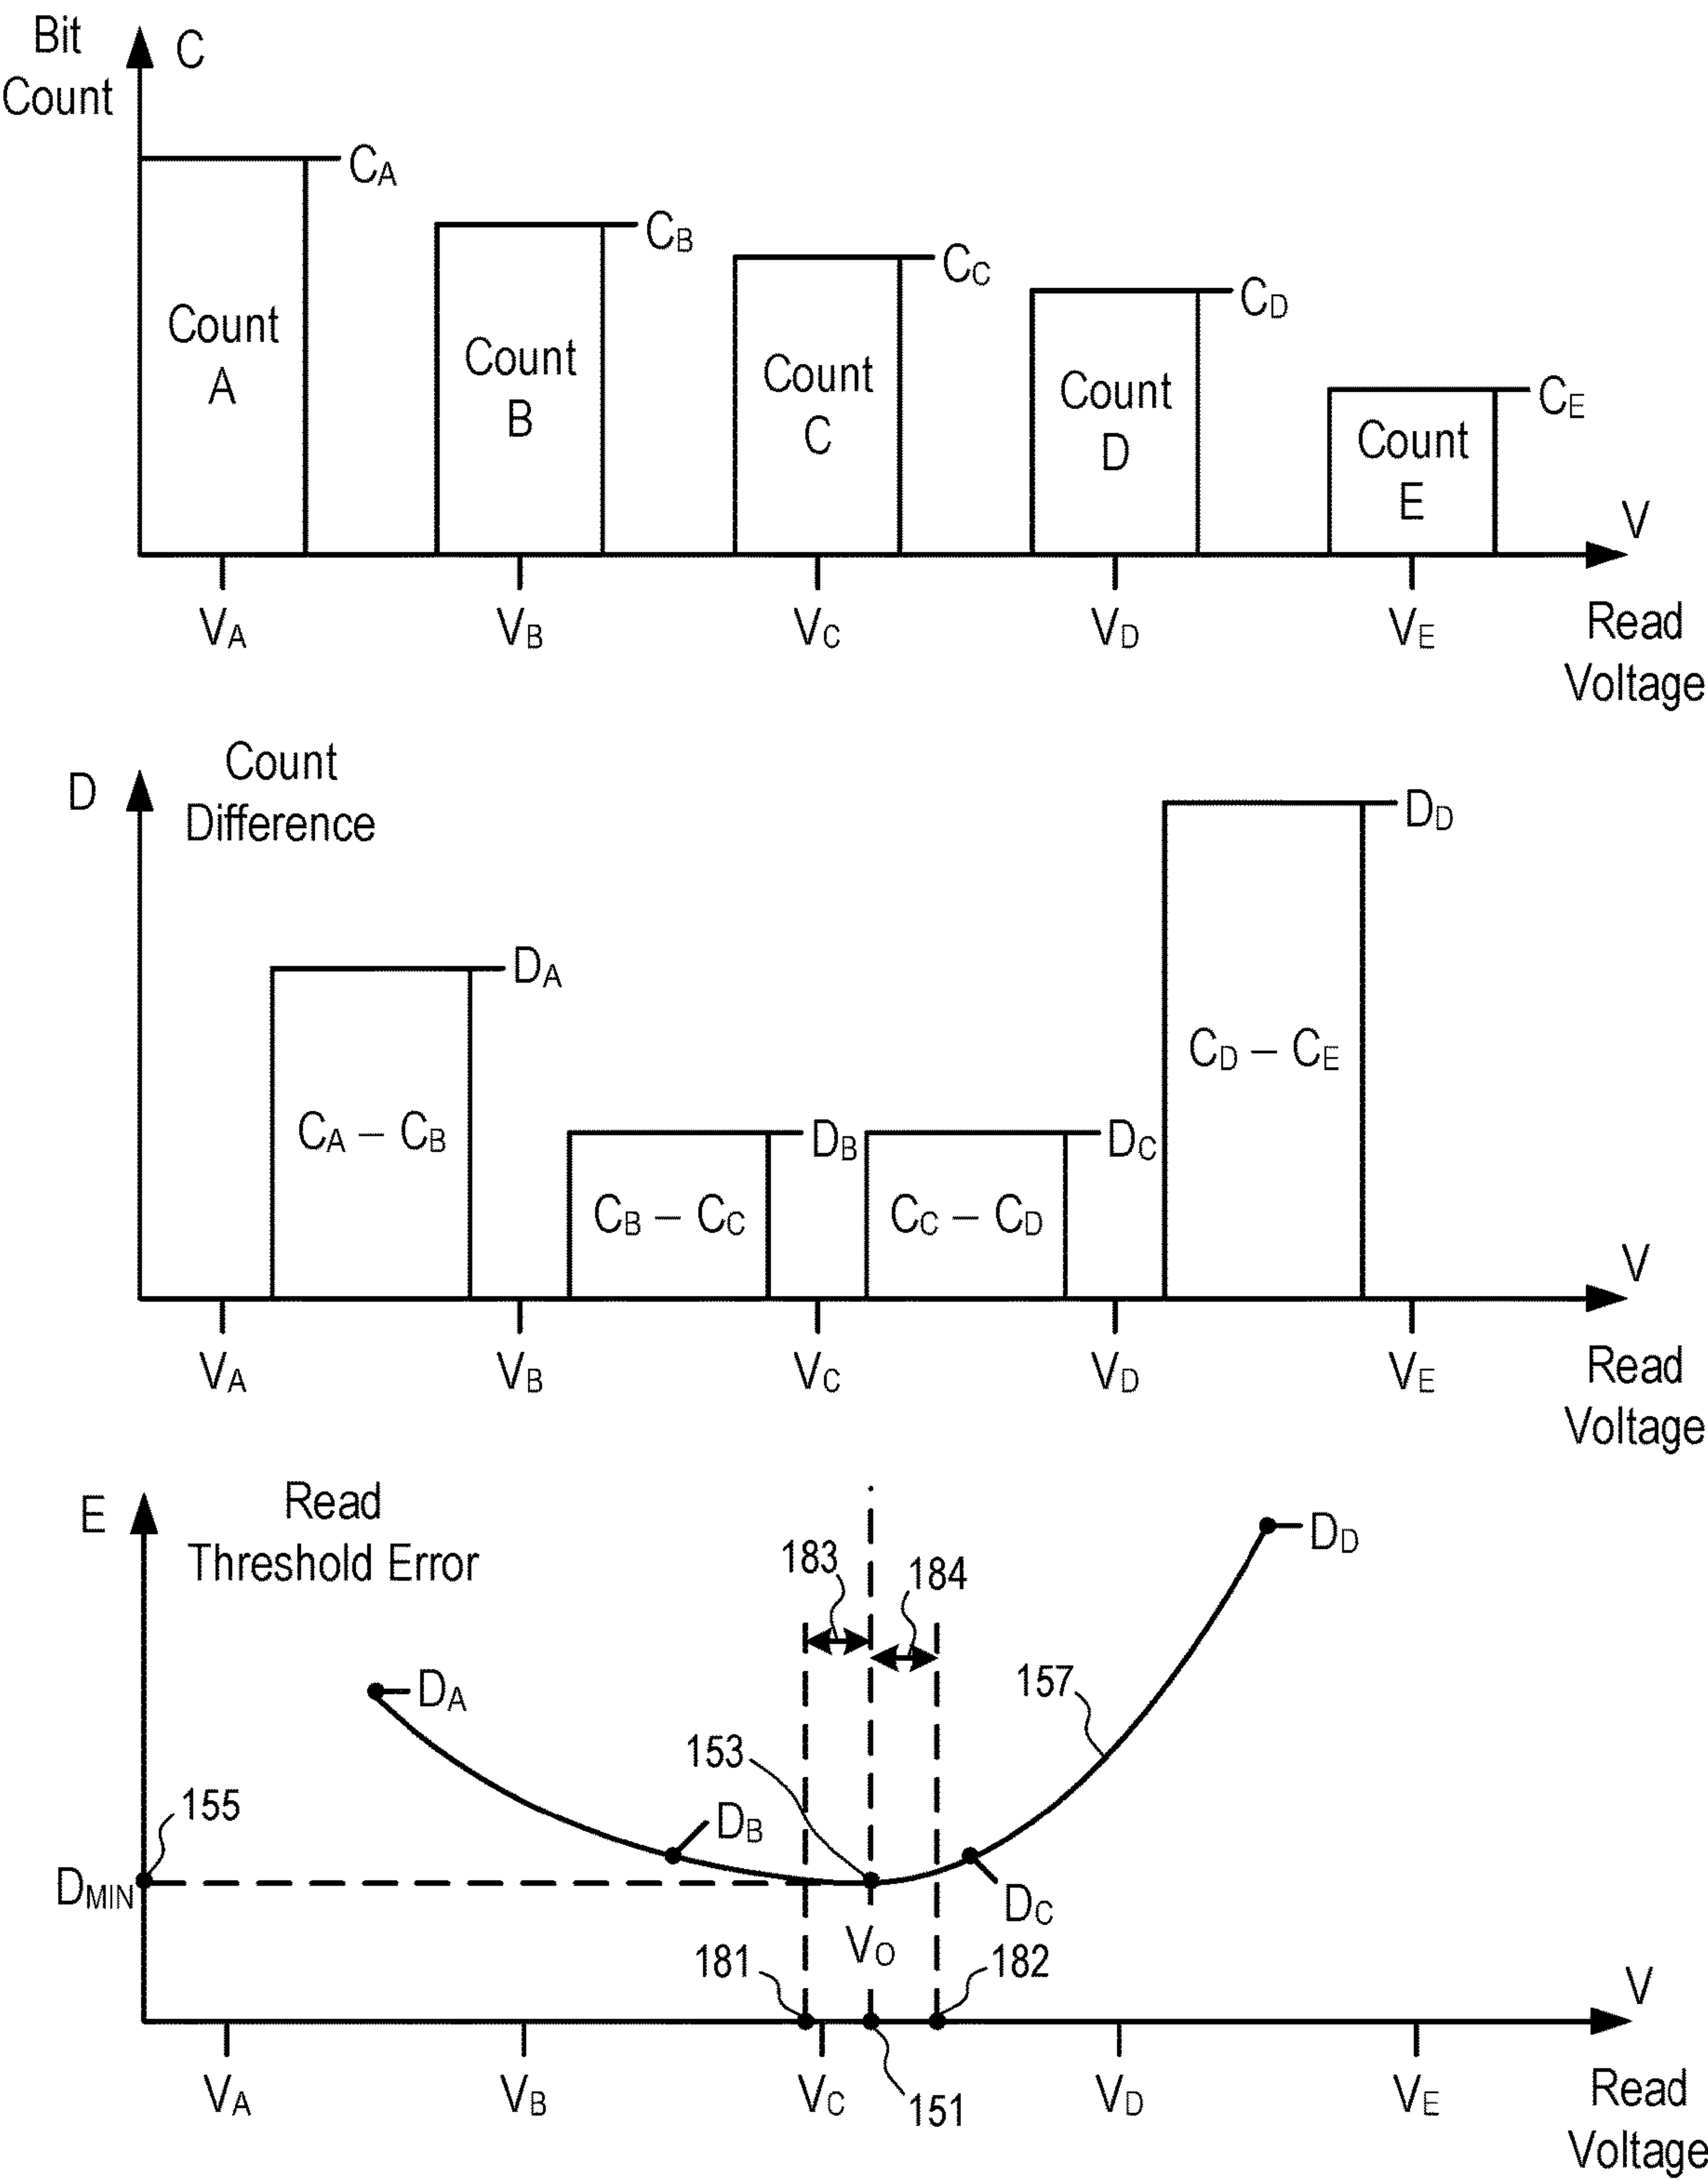 Bit
Count
C
CA
CB
CC
CD
CE
Count
A
Count
B
Count
C
Count
D
Count
E
V
VA
VB
VC
VD
VE
Read
Voltage
D
Count
Difference
DD
DA
CD – CE
CA – CB
DB
DC
CB – CC
CC – CD
V
VA
VB
VC
VD
VE
Read
Voltage
E
Read
Threshold Error
DD
183
184
DA
157
153
155
DB
DMIN
DC
VO
181
182
V
VA
VB
VC
151
VD
VE
Read
Voltage